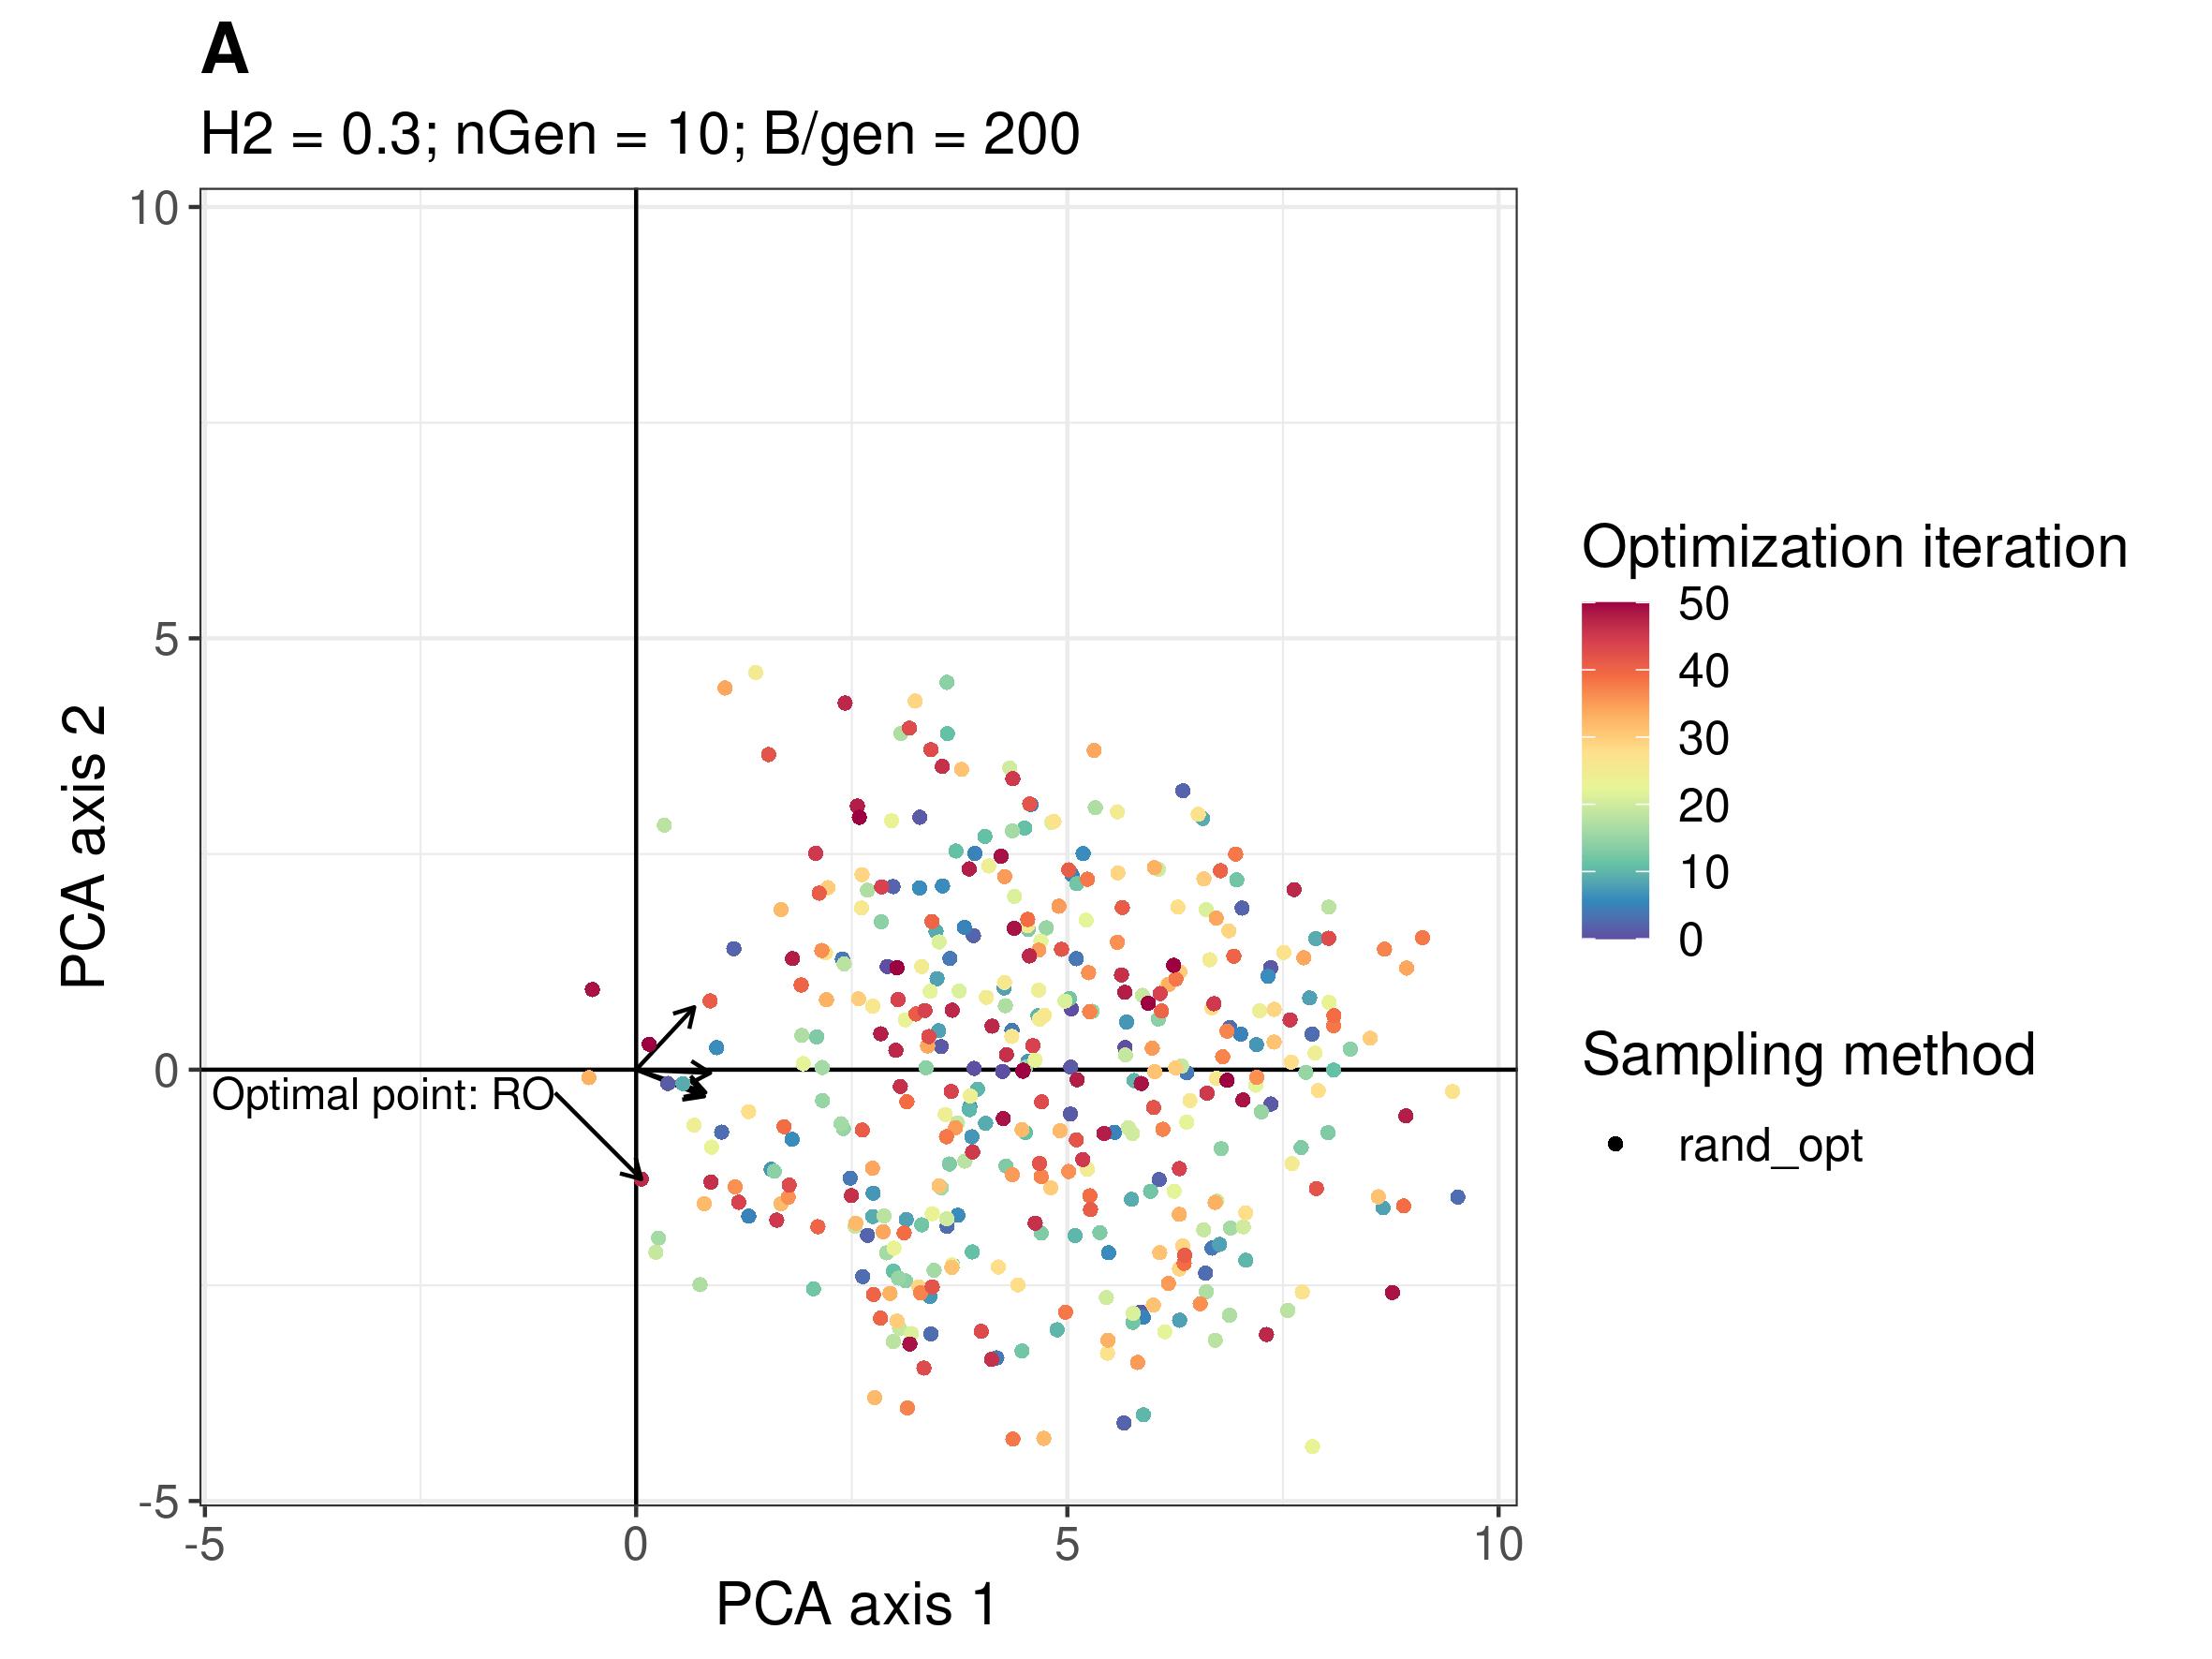 A
H2 = 0.3; nGen = 10; B/gen = 200
10
5
0
-5
PCA axis 2
Optimal point: RO
-5
0
5
10
PCA axis 1
Optimization iteration
50
40
30
20
10
0
Sampling method
rand_opt